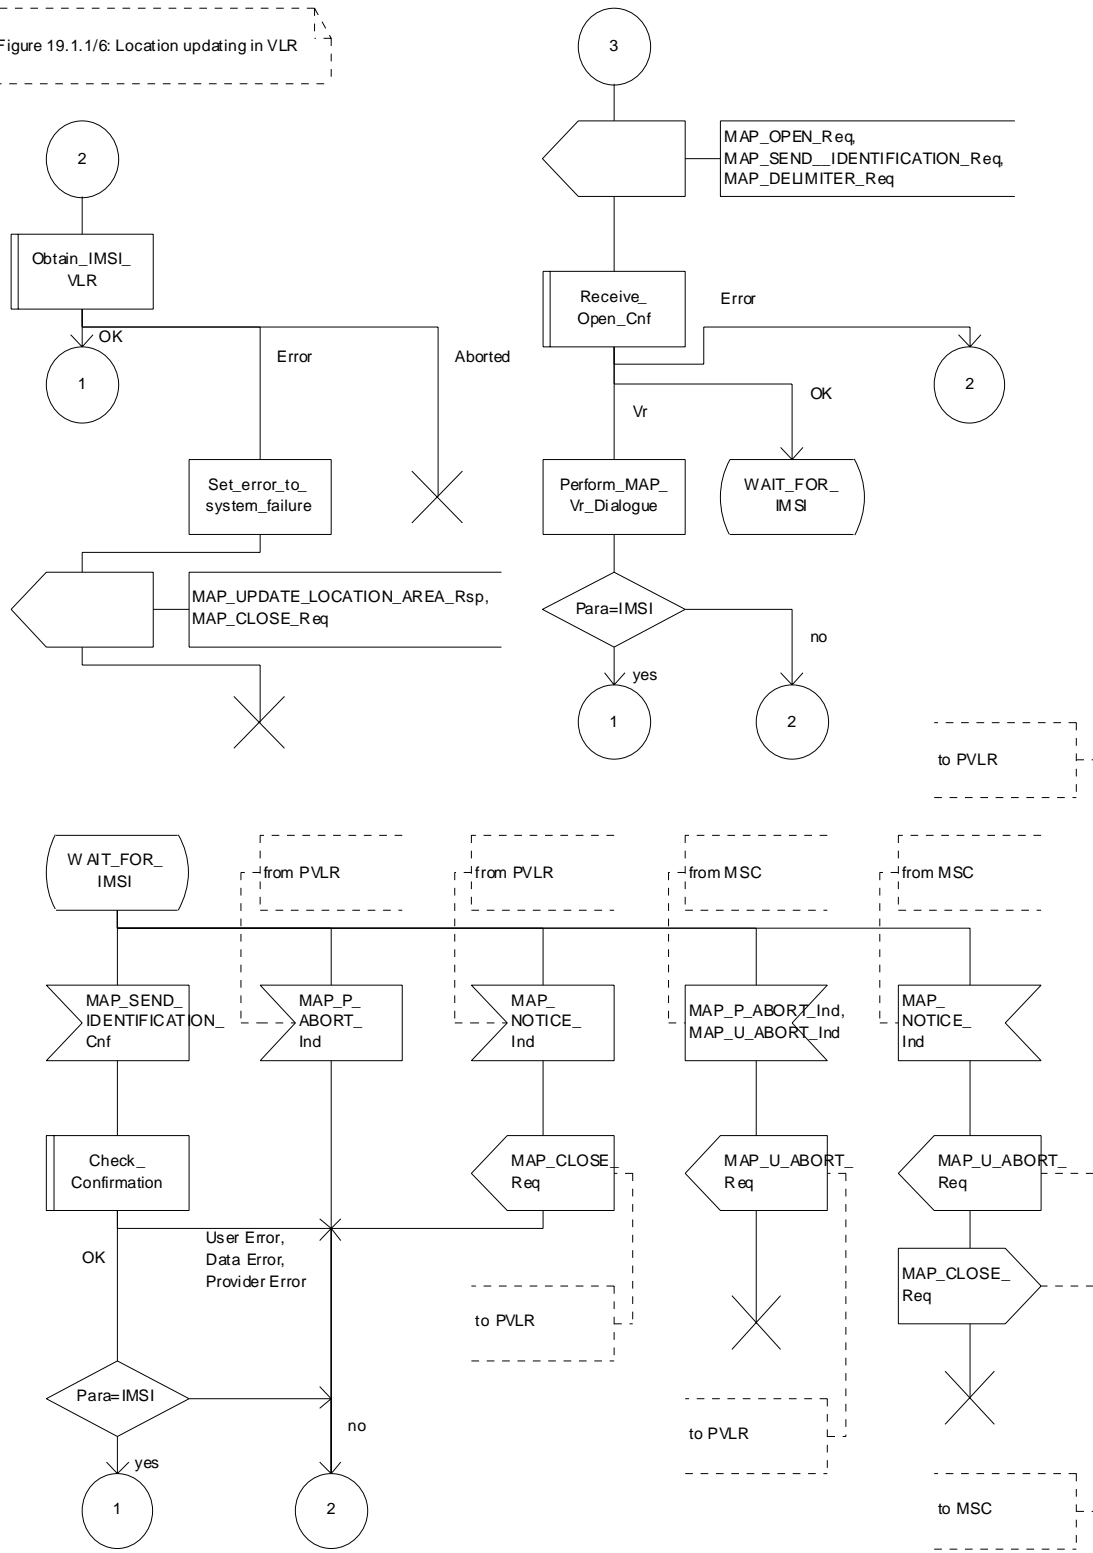 Figure 19.1.1/6: Location updating in VLR
3
2
MAP_OPEN_Req,
MAP_SEND__IDENTIFICATION_Req,
MAP_DELIMITER_Req
Obtain_IMSI_
VLR
Receive_
Open_Cnf
Error
OK
Error
Aborted
1
2
OK
Vr
Set_error_to_
system_failure
Perform_MAP_
Vr_Dialogue
WAIT_FOR_
IMSI
MAP_UPDATE_LOCATION_AREA_Rsp,
MAP_CLOSE_Req
Para=IMSI
no
yes
1
2
to PVLR
WAIT_FOR_
IMSI
from PVLR
from PVLR
from MSC
from MSC
MAP_SEND_
IDENTIFICATION_
Cnf
MAP_P_
ABORT_
Ind
MAP_
NOTICE_
Ind
MAP_P_ABORT_Ind,
MAP_U_ABORT_Ind
MAP_
NOTICE_
Ind
Check_
Confirmation
MAP_CLOSE_
Req
MAP_U_ABORT_
Req
MAP_U_ABORT_
Req
OK
User Error,
Data Error,
Provider Error
MAP_CLOSE_
Req
to PVLR
Para=IMSI
no
to PVLR
yes
1
2
to MSC